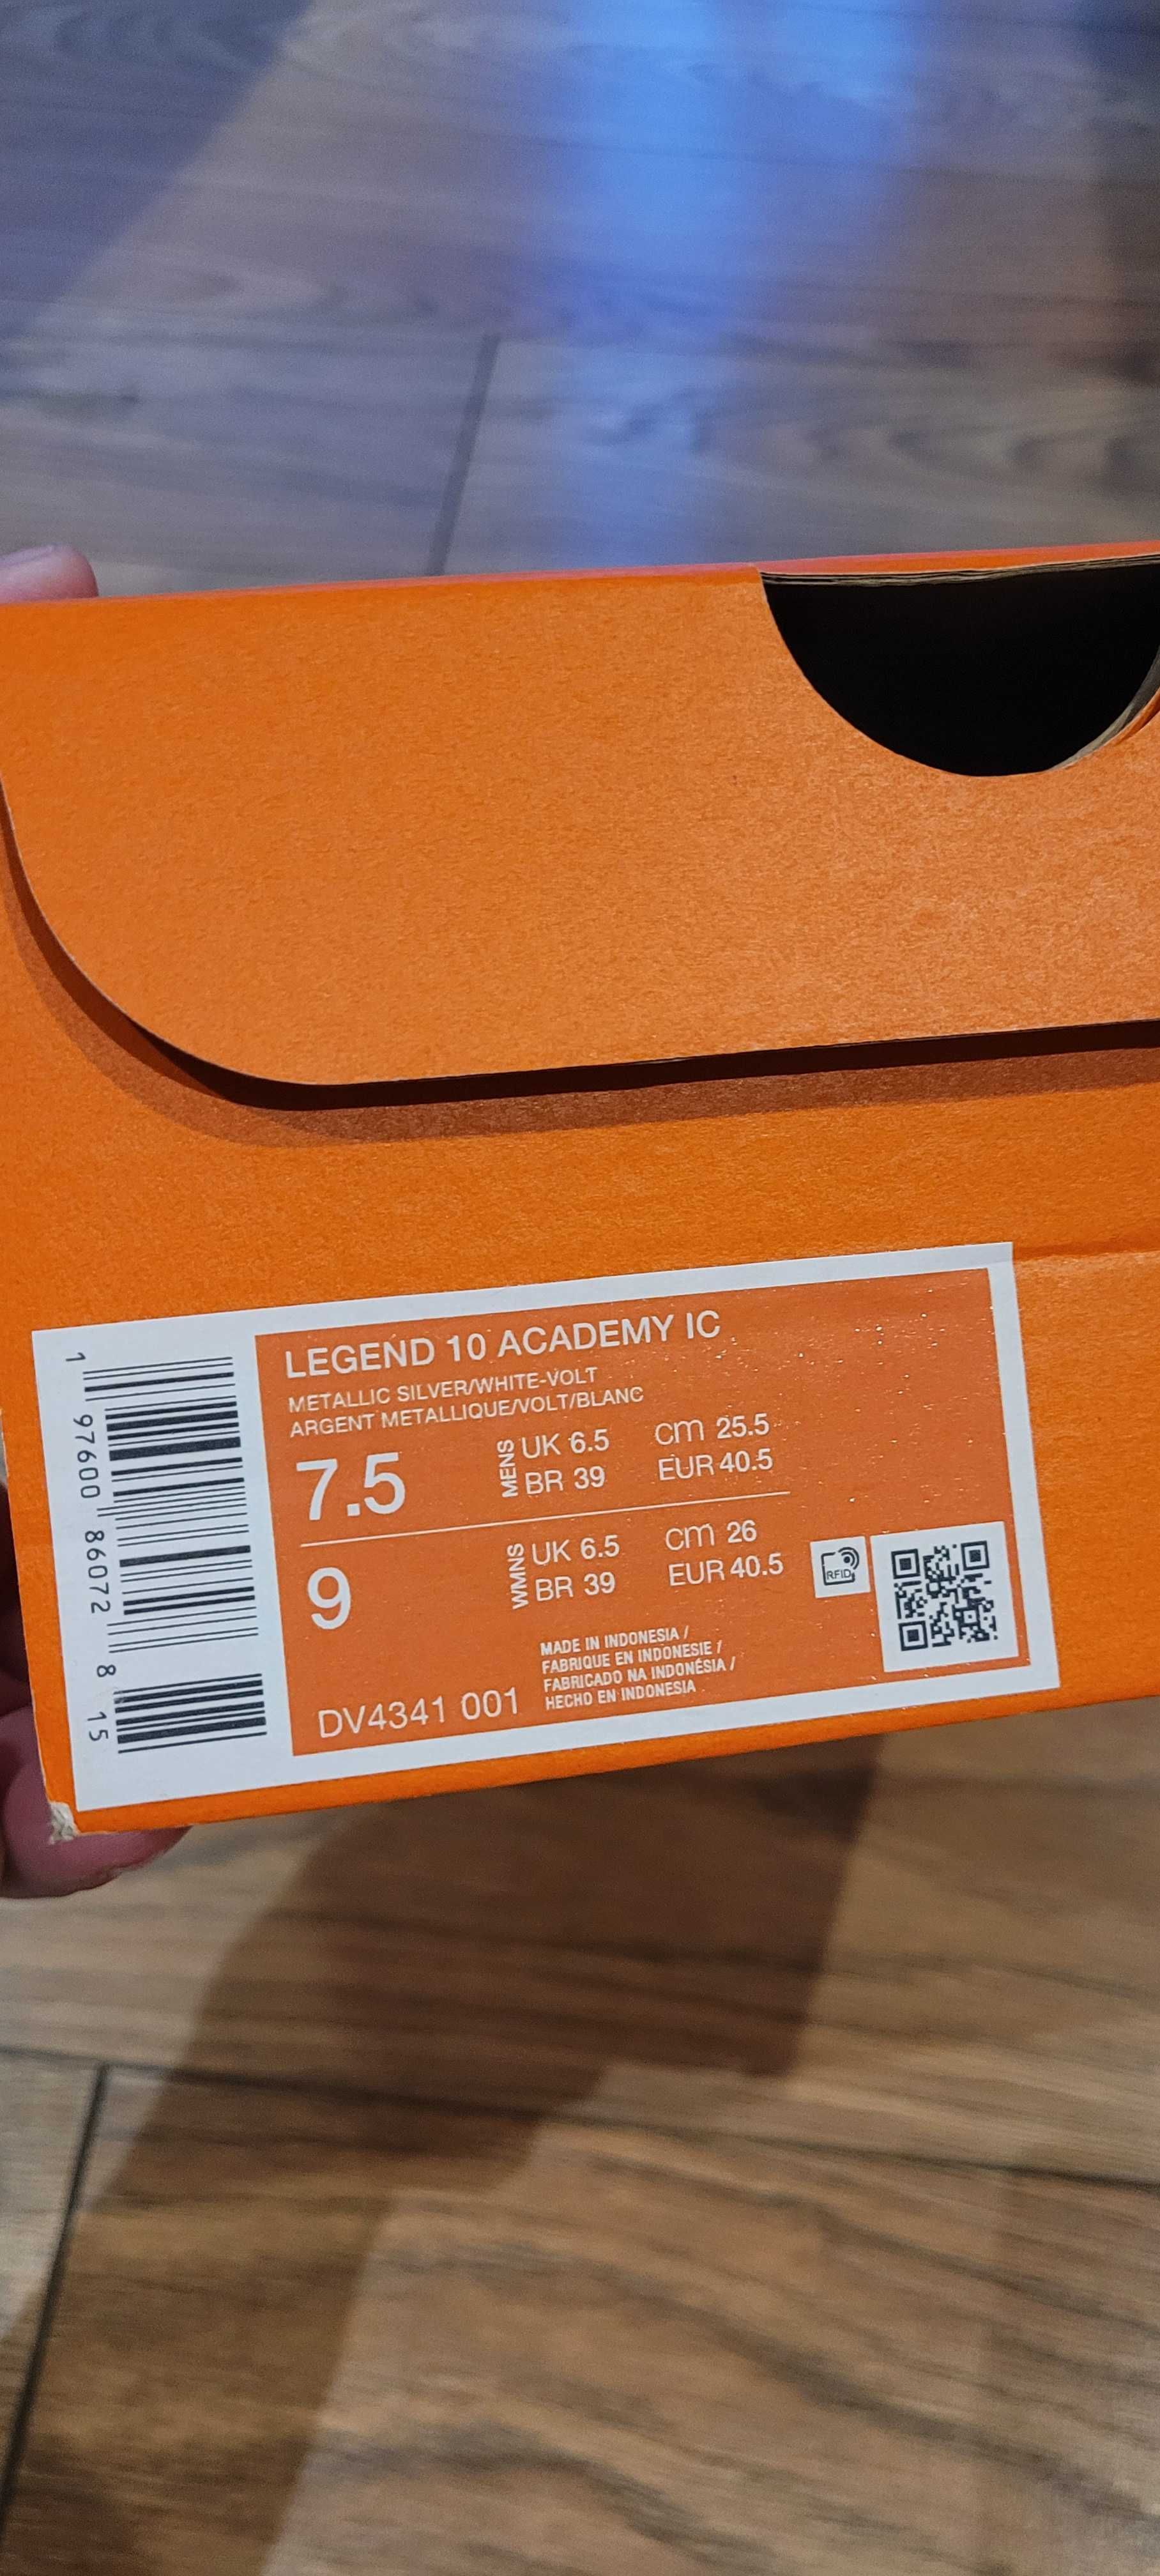 LEGEND 10 ACADEMY IC
METALLIC SILVER/WHITE-VOLT
ARGENT METALLIQUE/VOLT/BLANC
7.5 MENS UK 6.5 cm 25.5
BR 39 EUR 40.5
9 WMNS UK 6.5 cm 26
BR 39 EUR 40.5
RFID
MADE IN INDONESIA /
FABRIQUE EN INDONESIE /
FABRICADO NA INDONÉSIA /
HECHO EN INDONESIA
DV4341 001
1 97600 86072 8 15